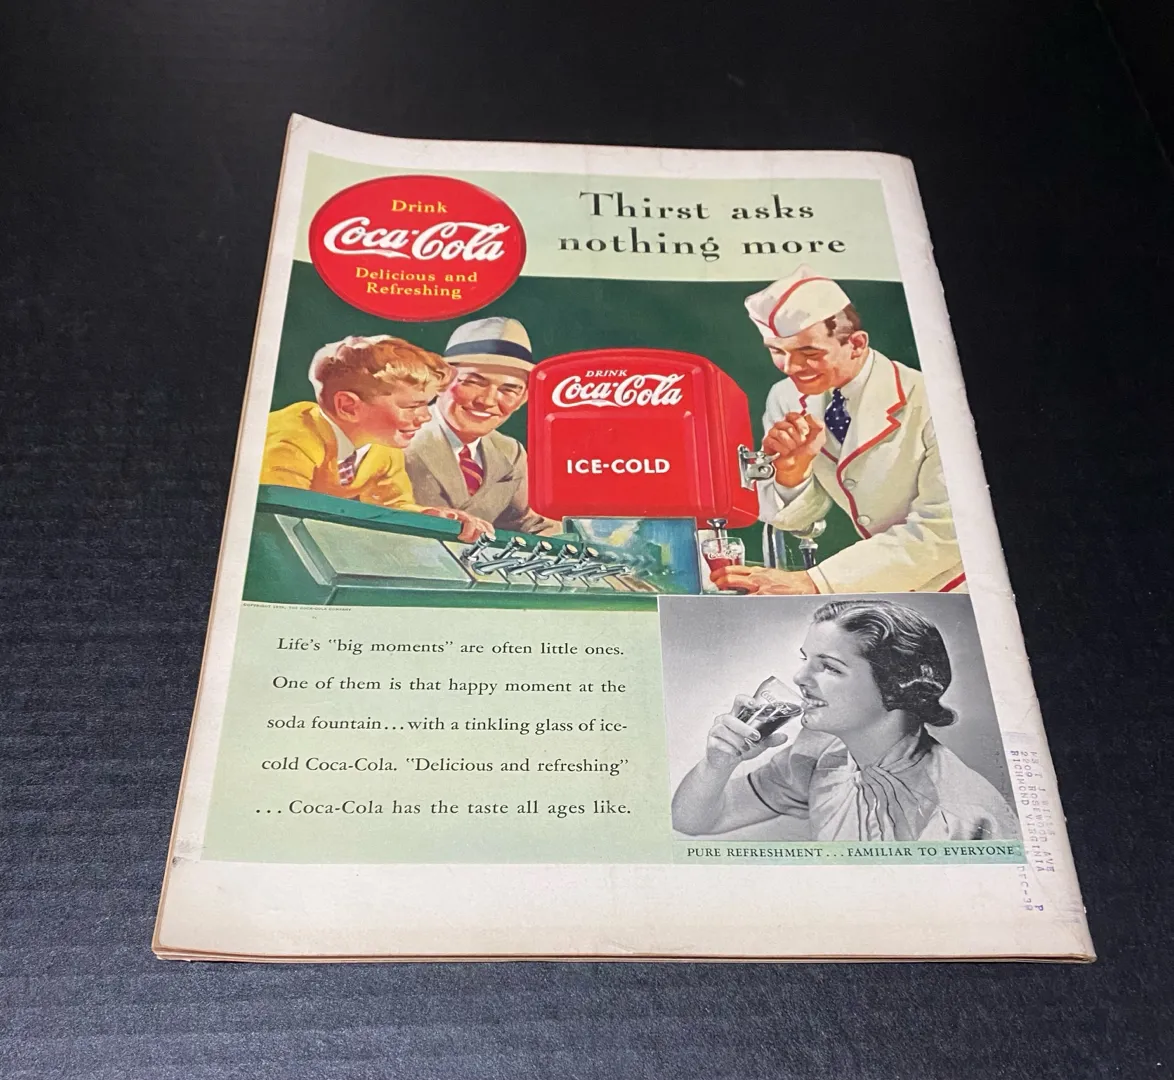 Drink
Coca-Cola
Delicious and
Refreshing
Thirst asks
nothing more
DRINK
Coca-Cola
ICE-COLD
Life's "big moments" are often little ones.
One of them is that happy moment at the
soda fountain...with a tinkling glass of ice-
cold Coca-Cola. "Delicious and refreshing"
...Coca-Cola has the taste all ages like.
PURE REFRESHMENT...FAMILIAR TO EVERYONE
ROSEWOOD AVE
RICHMOND VIRGINIA